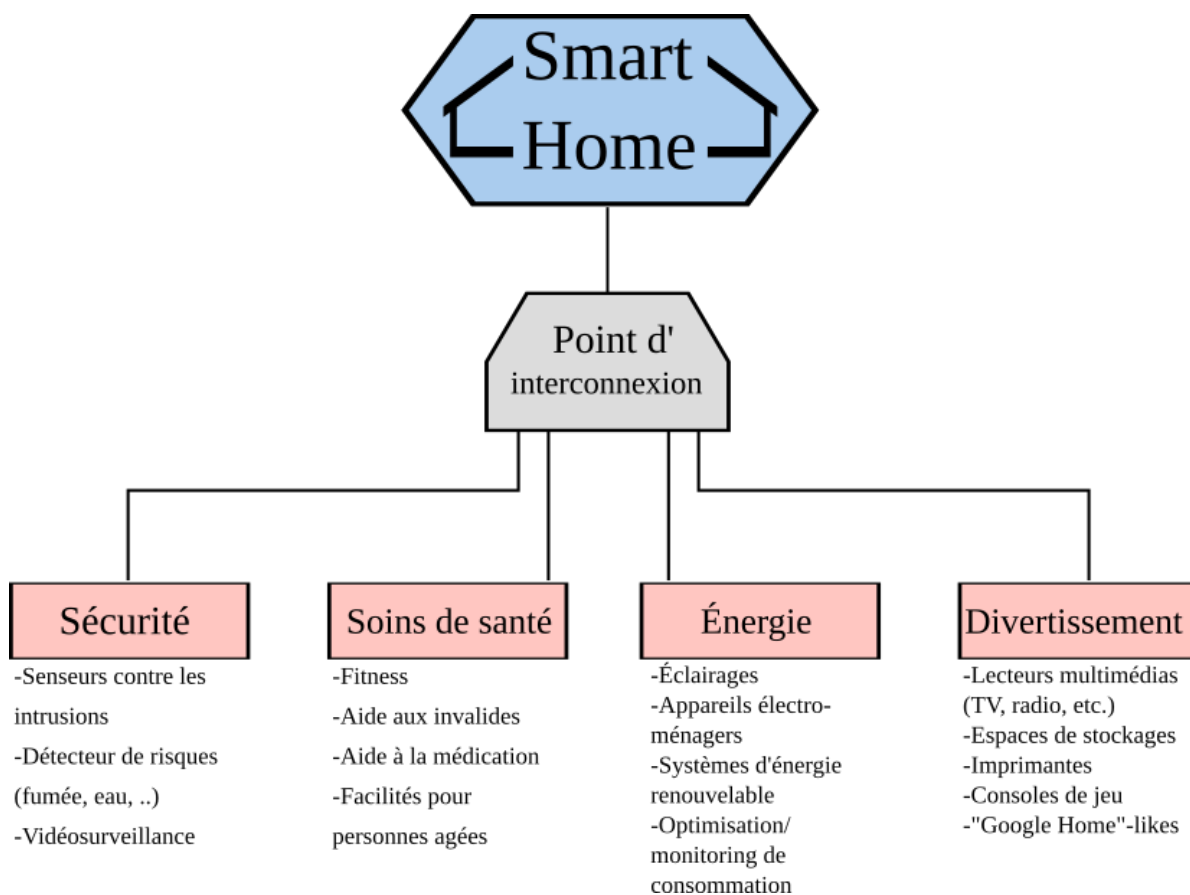 Smart
Home
Point d'
interconnexion
Sécurité
-Senseurs contre les
intrusions
-Détecteur de risques
(fumée, eau, ..)
-Vidéosurveillance
Soins de santé
-Fitness
-Aide aux invalides
-Aide à la médication
-Facilités pour
personnes agées
Énergie
-Éclairages
-Appareils électro-
ménagers
-Systèmes d'énergie
renouvelable
-Optimisation/
monitoring de
consommation
Divertissement
-Lecteurs multimédias
(TV, radio, etc.)
-Espaces de stockages
-Imprimantes
-Consoles de jeu
-"Google Home"-likes